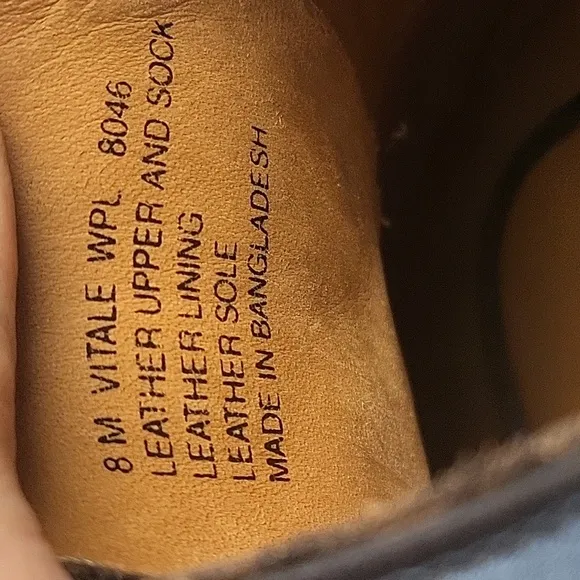 8 M VITALE WPL 8046
LEATHER UPPER AND SOCK
LEATHER LINING
LEATHER SOLE
MADE IN BANGLADESH